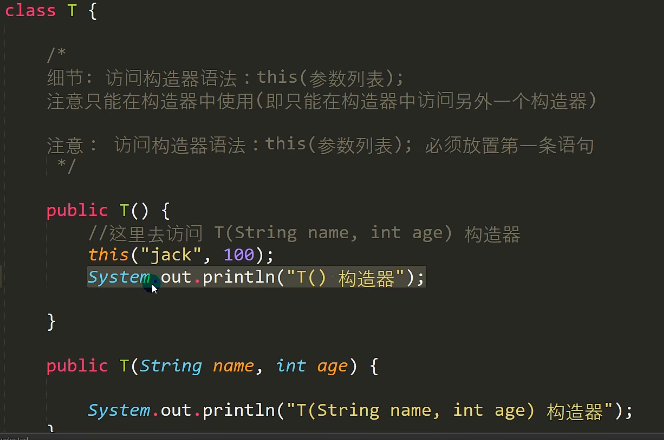 class T {
/*
细节: 访问构造器语法：this(参数列表);
注意只能在构造器中使用(即只能在构造器中访问另外一个构造器)
注意： 访问构造器语法：this(参数列表); 必须放置第一条语句
*/
public T() {
//这里去访问 T(String name, int age) 构造器
this("jack", 100);
System.out.println("T() 构造器");
}
public T(String name, int age) {
System.out.println("T(String name, int age) 构造器");
}